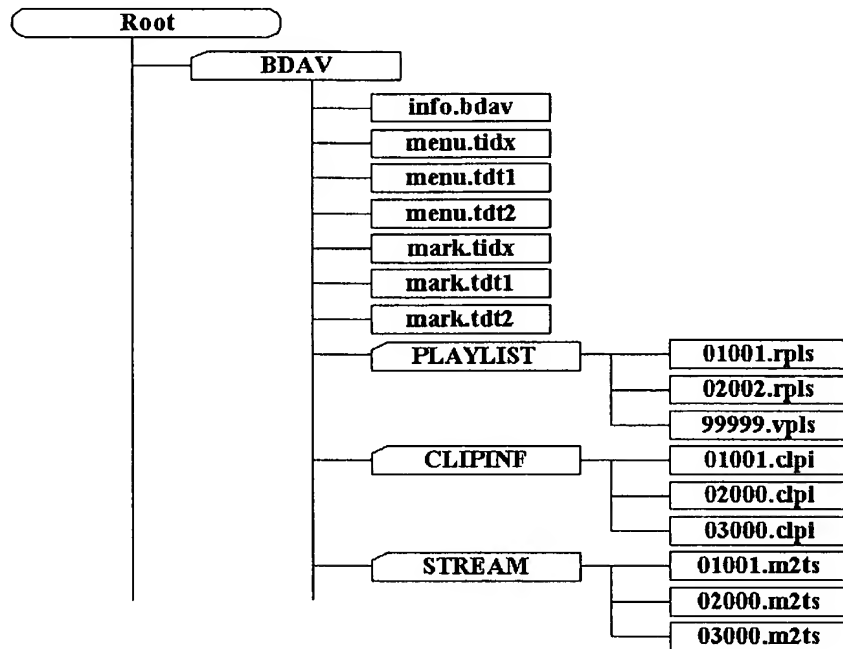 Root
BDAV
info.bdav
menu.tidx
menu.tdt1
menu.tdt2
mark.tidx
mark.tdt1
mark.tdt2
PLAYLIST
01001.rpls
02002.rpls
99999.vpls
CLIPINF
01001.clpi
02000.clpi
03000.clpi
STREAM
01001.m2ts
02000.m2ts
03000.m2ts